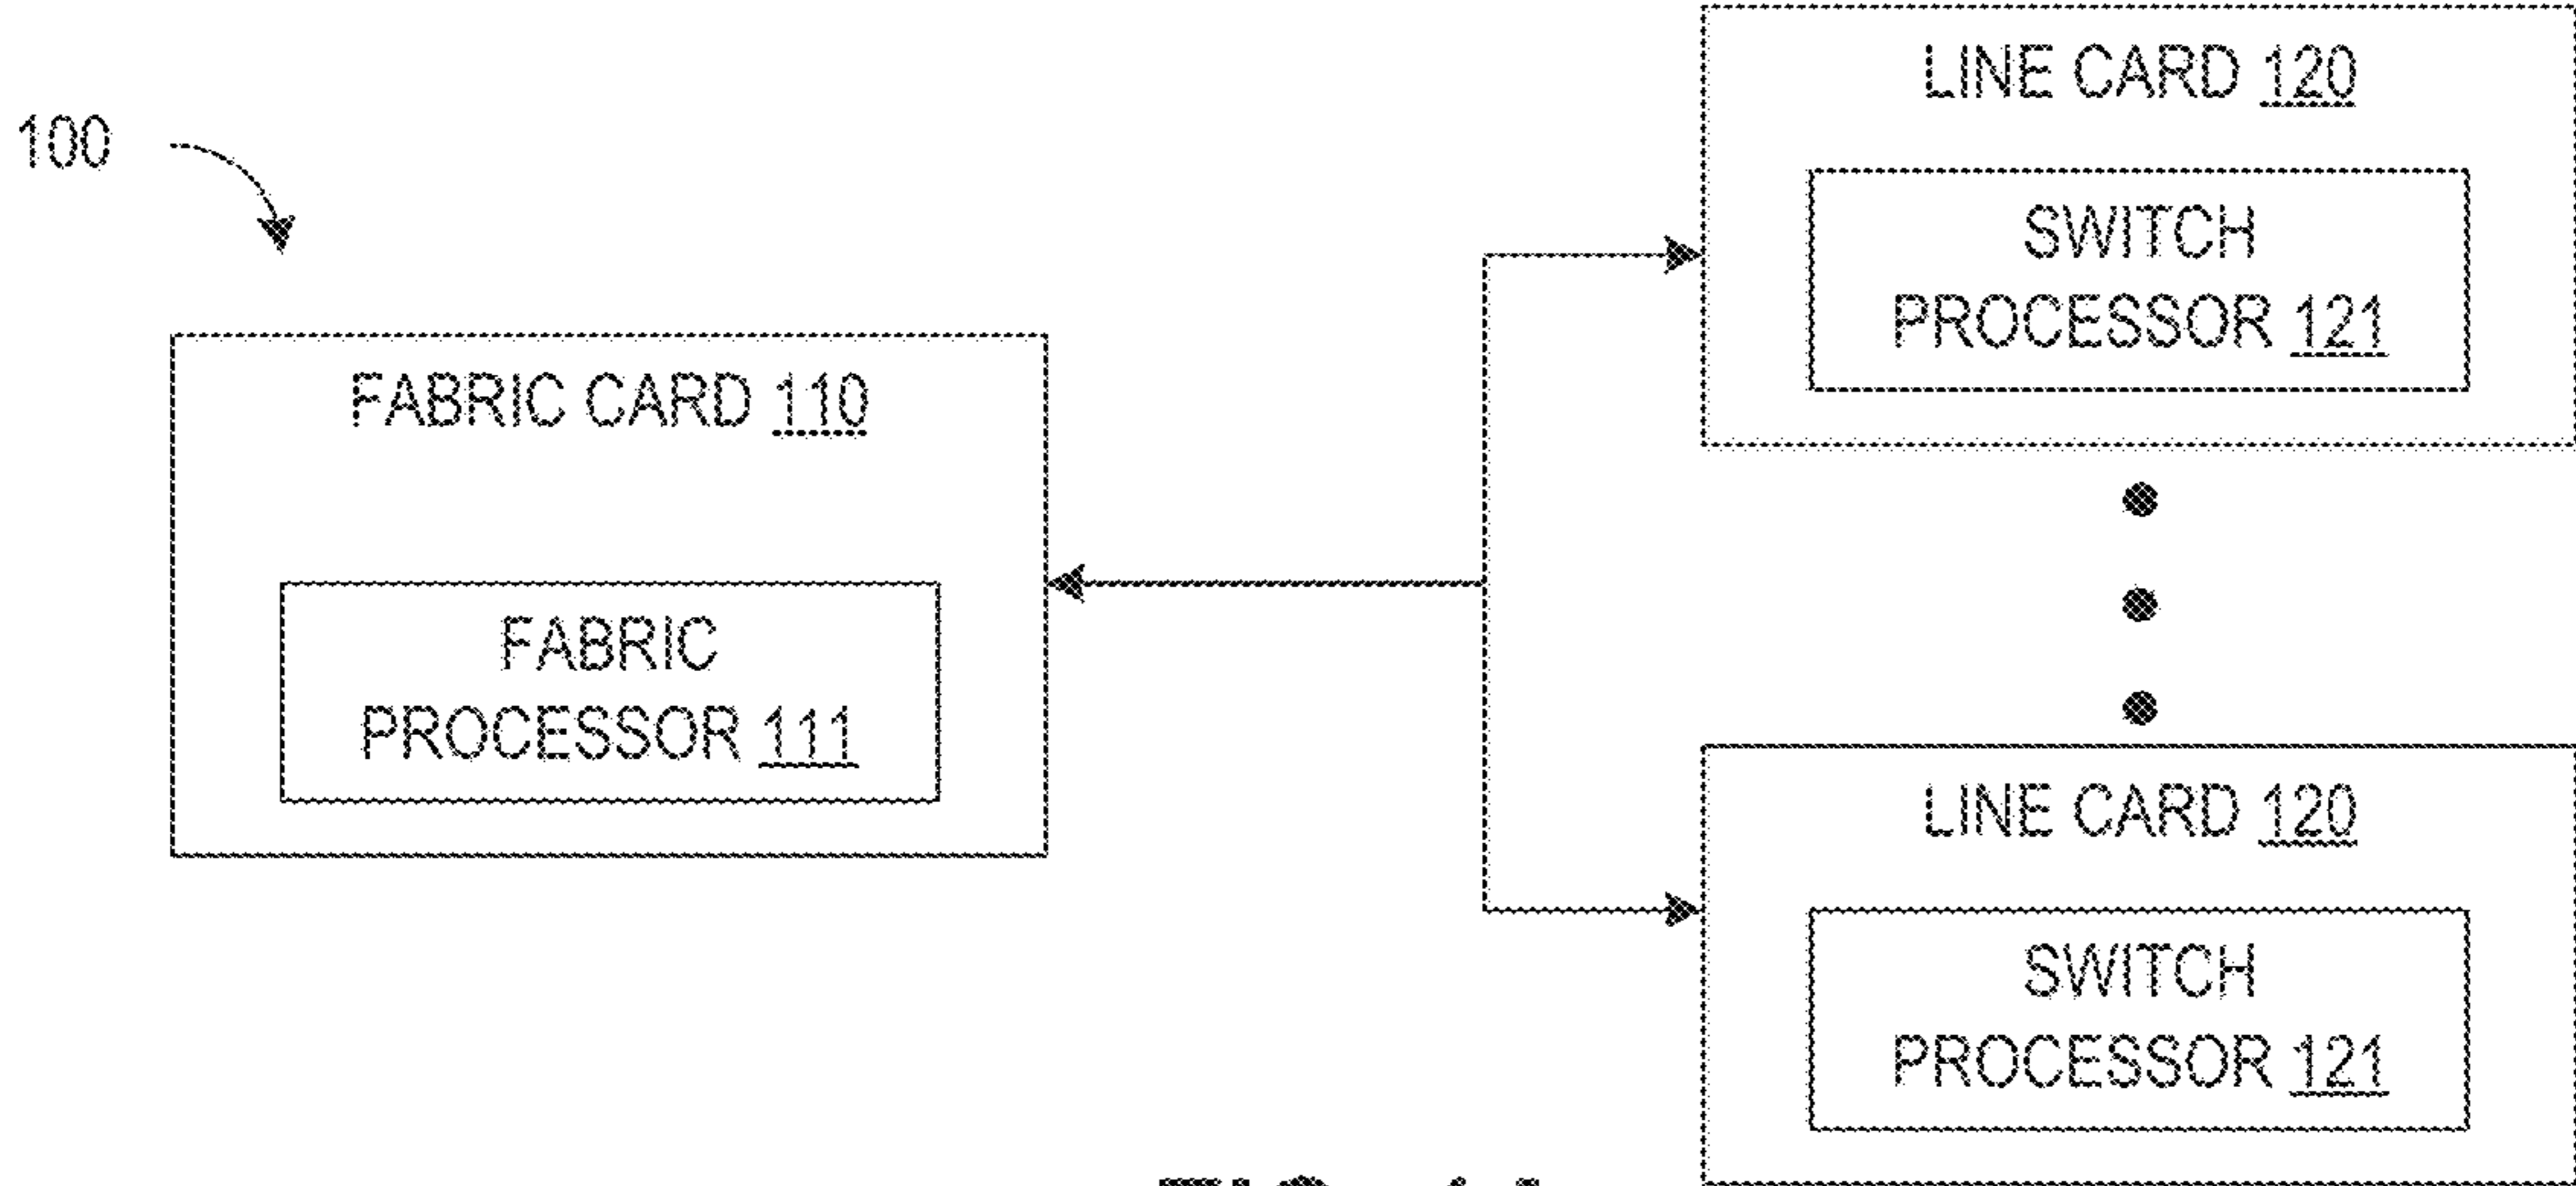 100
FABRIC CARD 110
FABRIC
PROCESSOR 111
LINE CARD 120
SWITCH
PROCESSOR 121
LINE CARD 120
SWITCH
PROCESSOR 121